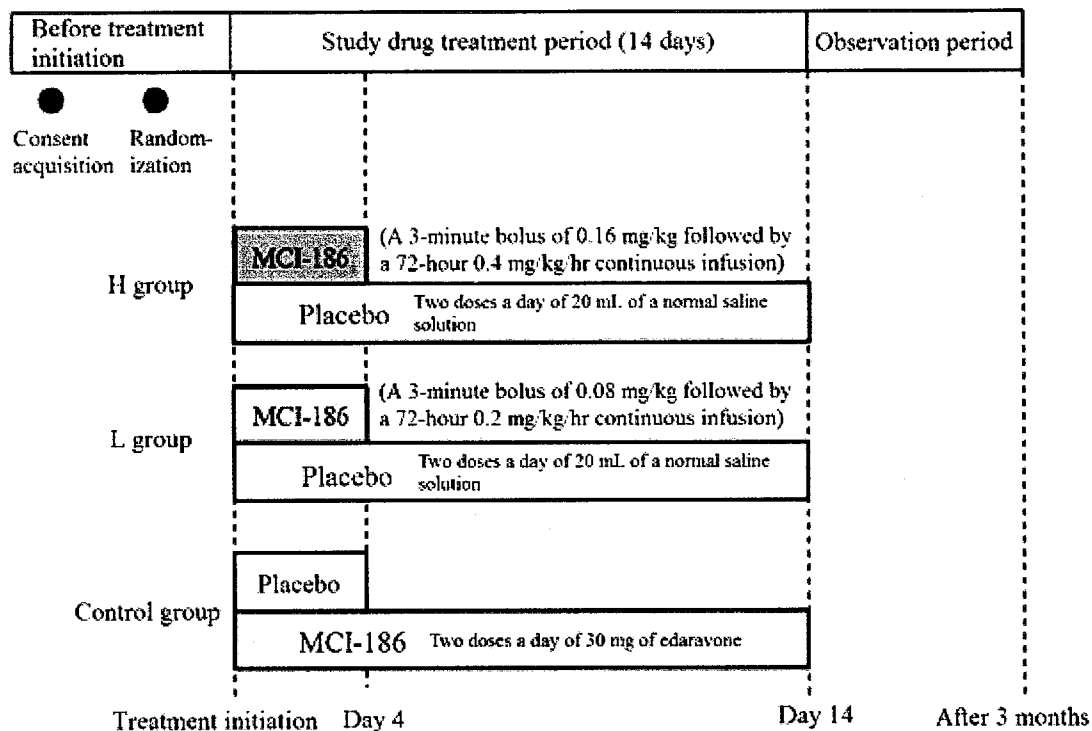 Before treatment
initiation
Study drug treatment period (14 days)
Observation period
Consent
acquisition
Random-
ization
H group
MCI-186
(A 3-minute bolus of 0.16 mg/kg followed by
a 72-hour 0.4 mg/kg/hr continuous infusion)
Placebo
Two doses a day of 20 mL of a normal saline
solution
L group
MCI-186
(A 3-minute bolus of 0.08 mg/kg followed by
a 72-hour 0.2 mg/kg/hr continuous infusion)
Placebo
Two doses a day of 20 mL of a normal saline
solution
Control group
Placebo
MCI-186
Two doses a day of 30 mg of edaravone
Treatment initiation
Day 4
Day 14
After 3 months